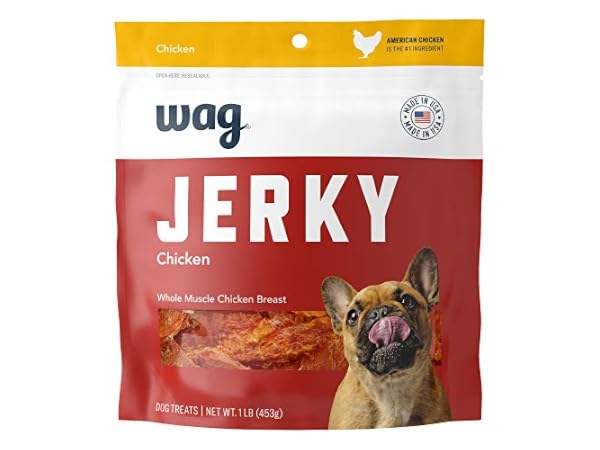 Chicken
AMERICAN CHICKEN
IS THE #1 INGREDIENT
OPEN HERE. RESEALABLE.
wag
MADE IN USA
MADE IN USA
JERKY
Chicken
Whole Muscle Chicken Breast
DOG TREATS | NET WT. 1 LB (453g)